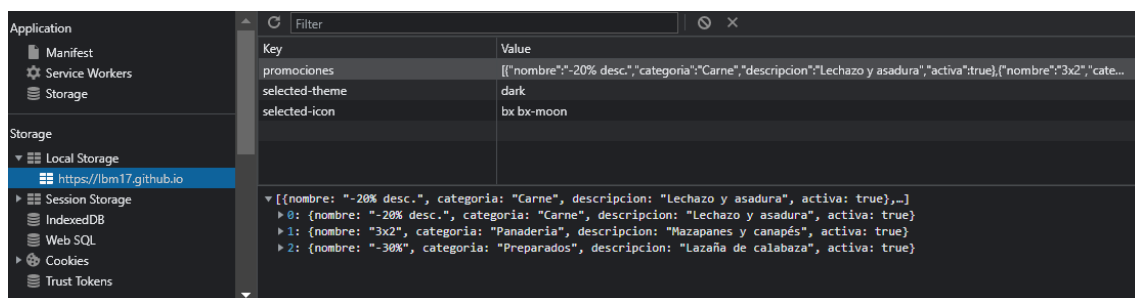 Application
Manifest
Service Workers
Storage
Storage
Local Storage
https://lbm17.github.io
Session Storage
IndexedDB
Web SQL
Cookies
Trust Tokens
Filter
Key Value
promociones [{"nombre":"-20% desc.","categoria":"Carne","descripcion":"Lechazo y asadura","activa":true},{"nombre":"3x2","cate...
selected-theme dark
selected-icon bx bx-moon
[{nombre: "-20% desc.", categoria: "Carne", descripcion: "Lechazo y asadura", activa: true},…]
0: {nombre: "-20% desc.", categoria: "Carne", descripcion: "Lechazo y asadura", activa: true}
1: {nombre: "3x2", categoria: "Panaderia", descripcion: "Mazapanes y canapés", activa: true}
2: {nombre: "-30%", categoria: "Preparados", descripcion: "Lazaña de calabaza", activa: true}